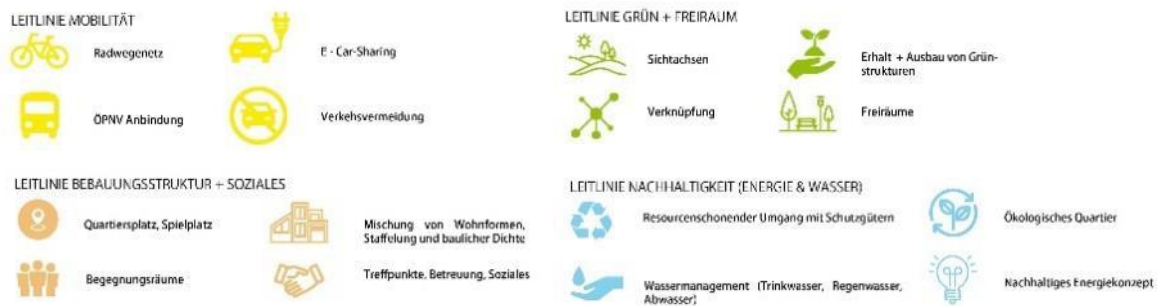 LEITLINIE MOBILITÄT
Radwegenetz
E - Car-Sharing
ÖPNV Anbindung
Verkehsvermeidung
LEITLINIE GRÜN + FREIRAUM
Sichtachsen
Erhalt + Ausbau von Grün-
strukturen
Verknüpfung
Freiräume
LEITLINIE BEBAUUNGSSTRUKTUR + SOZIALES
Quartiersplatz, Spielplatz
Mischung von Wohnformen,
Staffelung und baulicher Dichte
Begegnungsräume
Treffpunkte, Betreuung, Soziales
LEITLINIE NACHHALTIGKEIT (ENERGIE & WASSER)
Resourcenschonender Umgang mit Schutzgütern
Ökologisches Quartier
Wassermanagement (Trinkwasser, Regenwasser,
Abwasser)
Nachhaltiges Energiekonzept